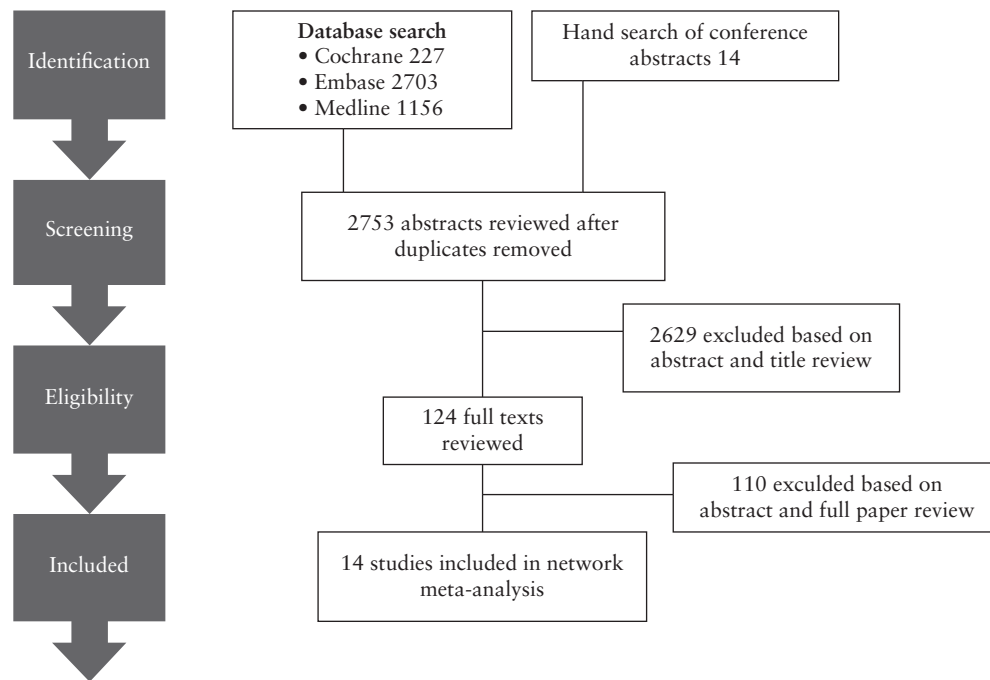 Identification
Database search
• Cochrane 227
• Embase 2703
• Medline 1156
Hand search of conference
abstracts 14
Screening
2753 abstracts reviewed after
duplicates removed
2629 excluded based on
abstract and title review
Eligibility
124 full texts
reviewed
110 exculded based on
abstract and full paper review
Included
14 studies included in network
meta-analysis